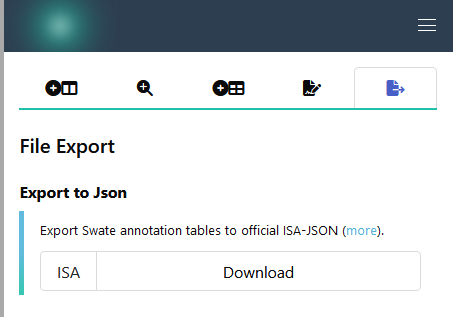 File Export
Export to Json
Export Swate annotation tables to official ISA-JSON (more).
ISA Download